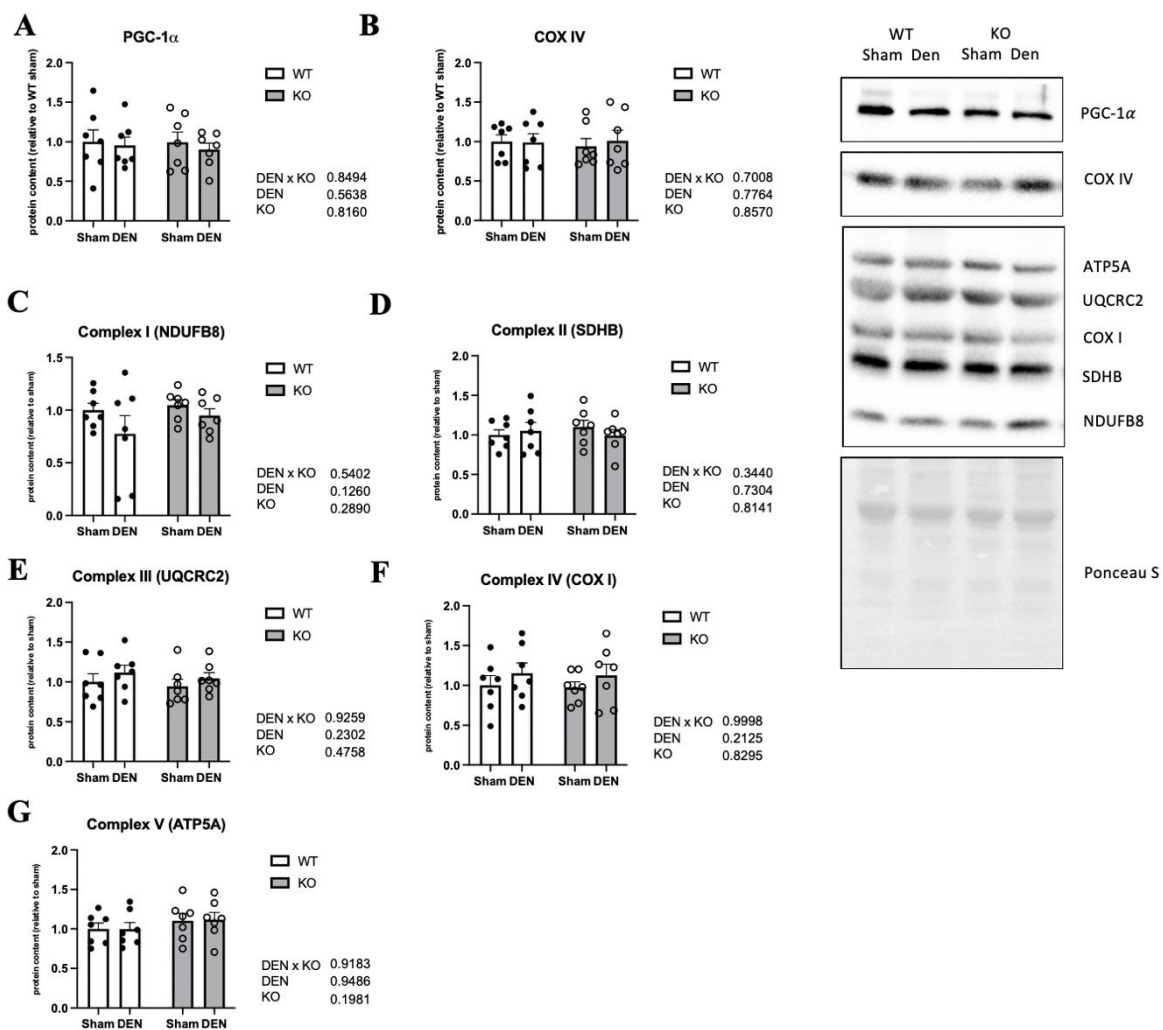 A
PGC-1α
protein content (relative to WT sham)
2.0
1.5
1.0
0.5
0.0
Sham DEN
Sham DEN
WT
KO
DEN x KO 0.8494
DEN 0.5638
KO 0.8160
B
COX IV
protein content (relative to WT sham)
2.0
1.5
1.0
0.5
0.0
Sham DEN
Sham DEN
WT
KO
DEN x KO 0.7008
DEN 0.7764
KO 0.8570
C
Complex I (NDUFB8)
protein content (relative to sham)
1.5
1.0
0.5
0.0
Sham DEN
Sham DEN
WT
KO
DEN x KO 0.5402
DEN 0.1260
KO 0.2890
D
Complex II (SDHB)
protein content (relative to sham)
2.0
1.5
1.0
0.5
0.0
Sham DEN
Sham DEN
WT
KO
DEN x KO 0.3440
DEN 0.7304
KO 0.8141
E
Complex III (UQCRC2)
protein content (relative to sham)
2.0
1.5
1.0
0.5
0.0
Sham DEN
Sham DEN
WT
KO
DEN x KO 0.9259
DEN 0.2302
KO 0.4758
F
Complex IV (COX I)
protein content (relative to sham)
2.0
1.5
1.0
0.5
0.0
Sham DEN
Sham DEN
WT
KO
DEN x KO 0.9998
DEN 0.2125
KO 0.8295
G
Complex V (ATP5A)
protein content (relative to sham)
2.0
1.5
1.0
0.5
0.0
Sham DEN
Sham DEN
WT
KO
DEN x KO 0.9183
DEN 0.9486
KO 0.1981
WT KO
Sham Den Sham Den
PGC-1α
COX IV
ATP5A
UQCRC2
COX I
SDHB
NDUFB8
Ponceau S